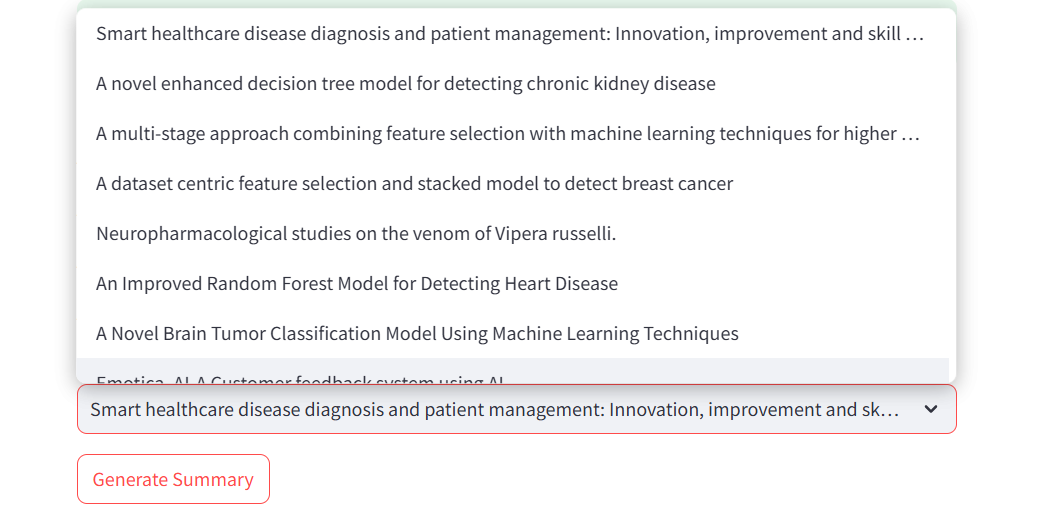 Smart healthcare disease diagnosis and patient management: Innovation, improvement and skill …
A novel enhanced decision tree model for detecting chronic kidney disease
A multi-stage approach combining feature selection with machine learning techniques for higher …
A dataset centric feature selection and stacked model to detect breast cancer
Neuropharmacological studies on the venom of Vipera russelli.
An Improved Random Forest Model for Detecting Heart Disease
A Novel Brain Tumor Classification Model Using Machine Learning Techniques
Emotica. AI-A Customer feedback system using AI
Smart healthcare disease diagnosis and patient management: Innovation, improvement and sk…
Generate Summary